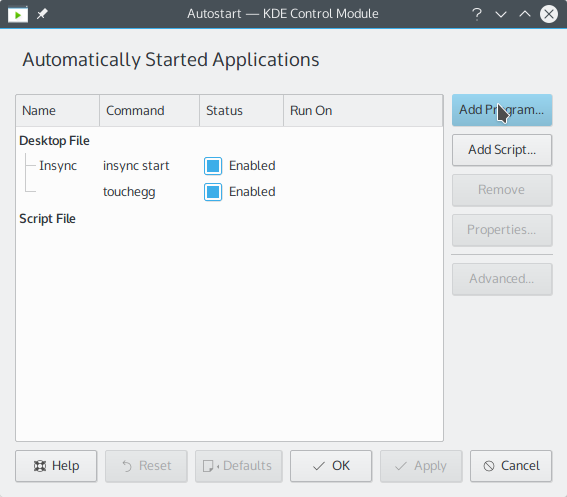 Autostart — KDE Control Module
Automatically Started Applications
Name Command Status Run On
Desktop File
Insync insync start Enabled
touchegg Enabled
Script File
Add Program...
Add Script...
Remove
Properties...
Advanced...
Help Reset Defaults OK Apply Cancel